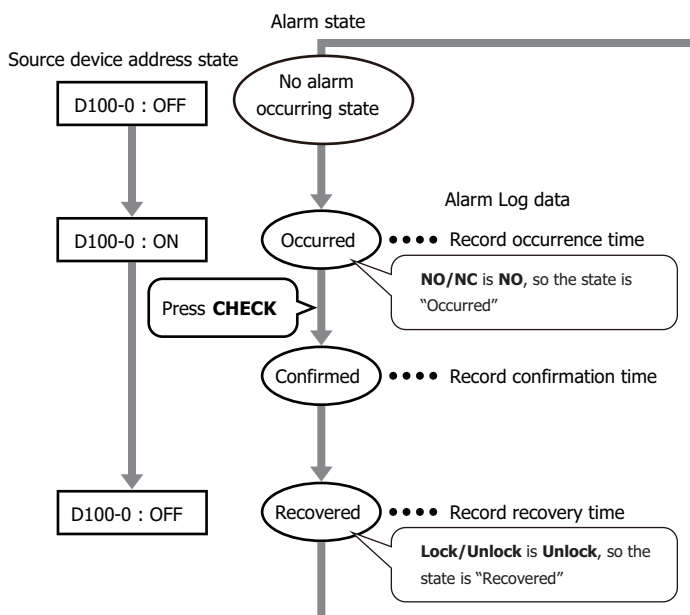 Alarm state
Source device address state
No alarm
occurring state
D100-0 : OFF
Alarm Log data
D100-0 : ON
Occurred
Record occurrence time
NO/NC is NO, so the state is
“Occurred”
Press CHECK
Confirmed
Record confirmation time
D100-0 : OFF
Recovered
Record recovery time
Lock/Unlock is Unlock, so the
state is “Recovered”